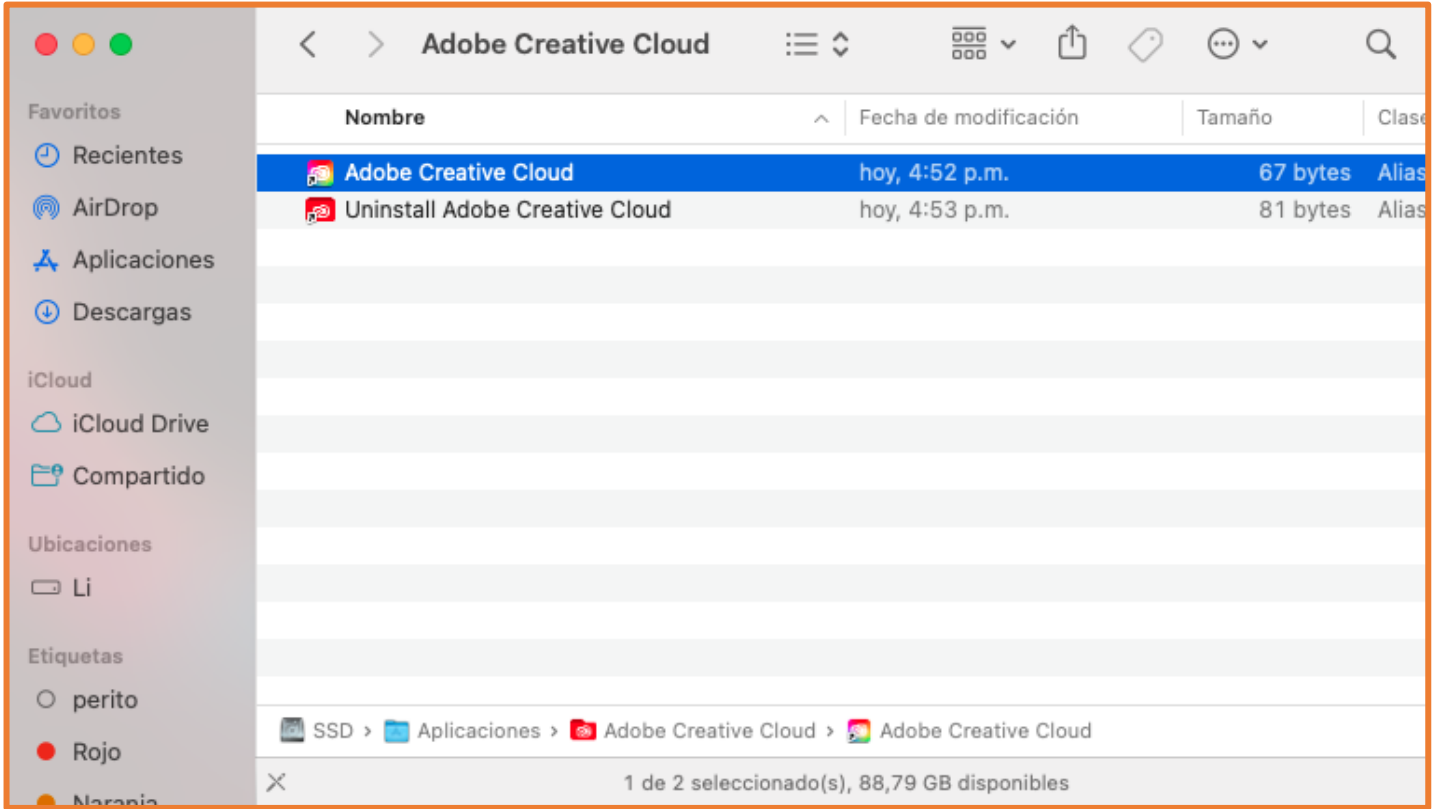 Adobe Creative Cloud
Favoritos
Recientes
AirDrop
Aplicaciones
Descargas
iCloud
iCloud Drive
Compartido
Ubicaciones
Li
Etiquetas
perito
Rojo
Naranja
Nombre Fecha de modificación Tamaño Clase
Adobe Creative Cloud hoy, 4:52 p.m. 67 bytes Alias
Uninstall Adobe Creative Cloud hoy, 4:53 p.m. 81 bytes Alias
SSD › Aplicaciones › Adobe Creative Cloud › Adobe Creative Cloud
1 de 2 seleccionado(s), 88,79 GB disponibles